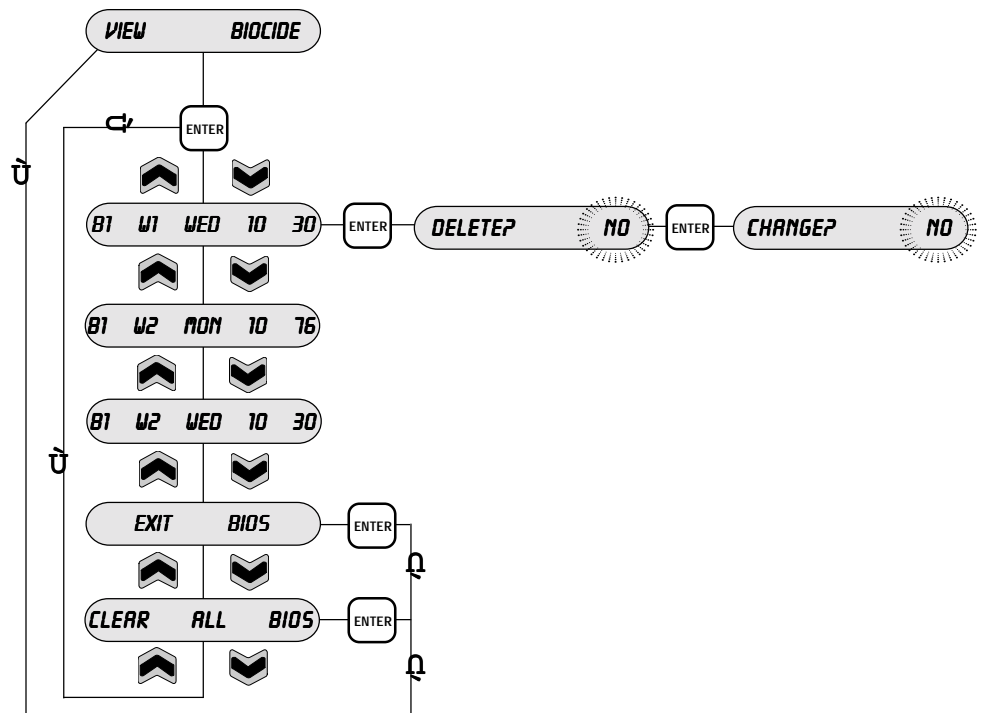 VIEW BIOCIDE
ENTER
B1 W1 WED 10 30
ENTER
DELETE? NO
ENTER
CHANGE? NO
B1 W2 MON 10 76
B1 W2 WED 10 30
EXIT BIOS
ENTER
CLEAR ALL BIOS
ENTER